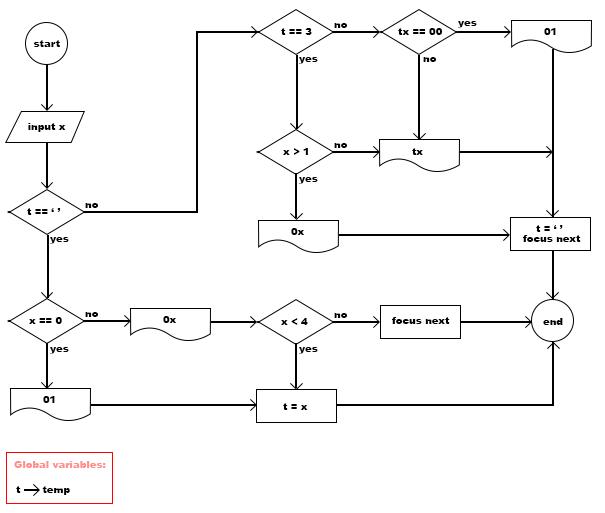 start
input x
t == ‘ ’
no
yes
t == 3
no
yes
tx == 00
yes
no
01
x > 1
no
yes
tx
0x
t = ‘ ’
focus next
x == 0
no
yes
0x
x < 4
no
yes
focus next
end
01
t = x
Global variables:
t → temp